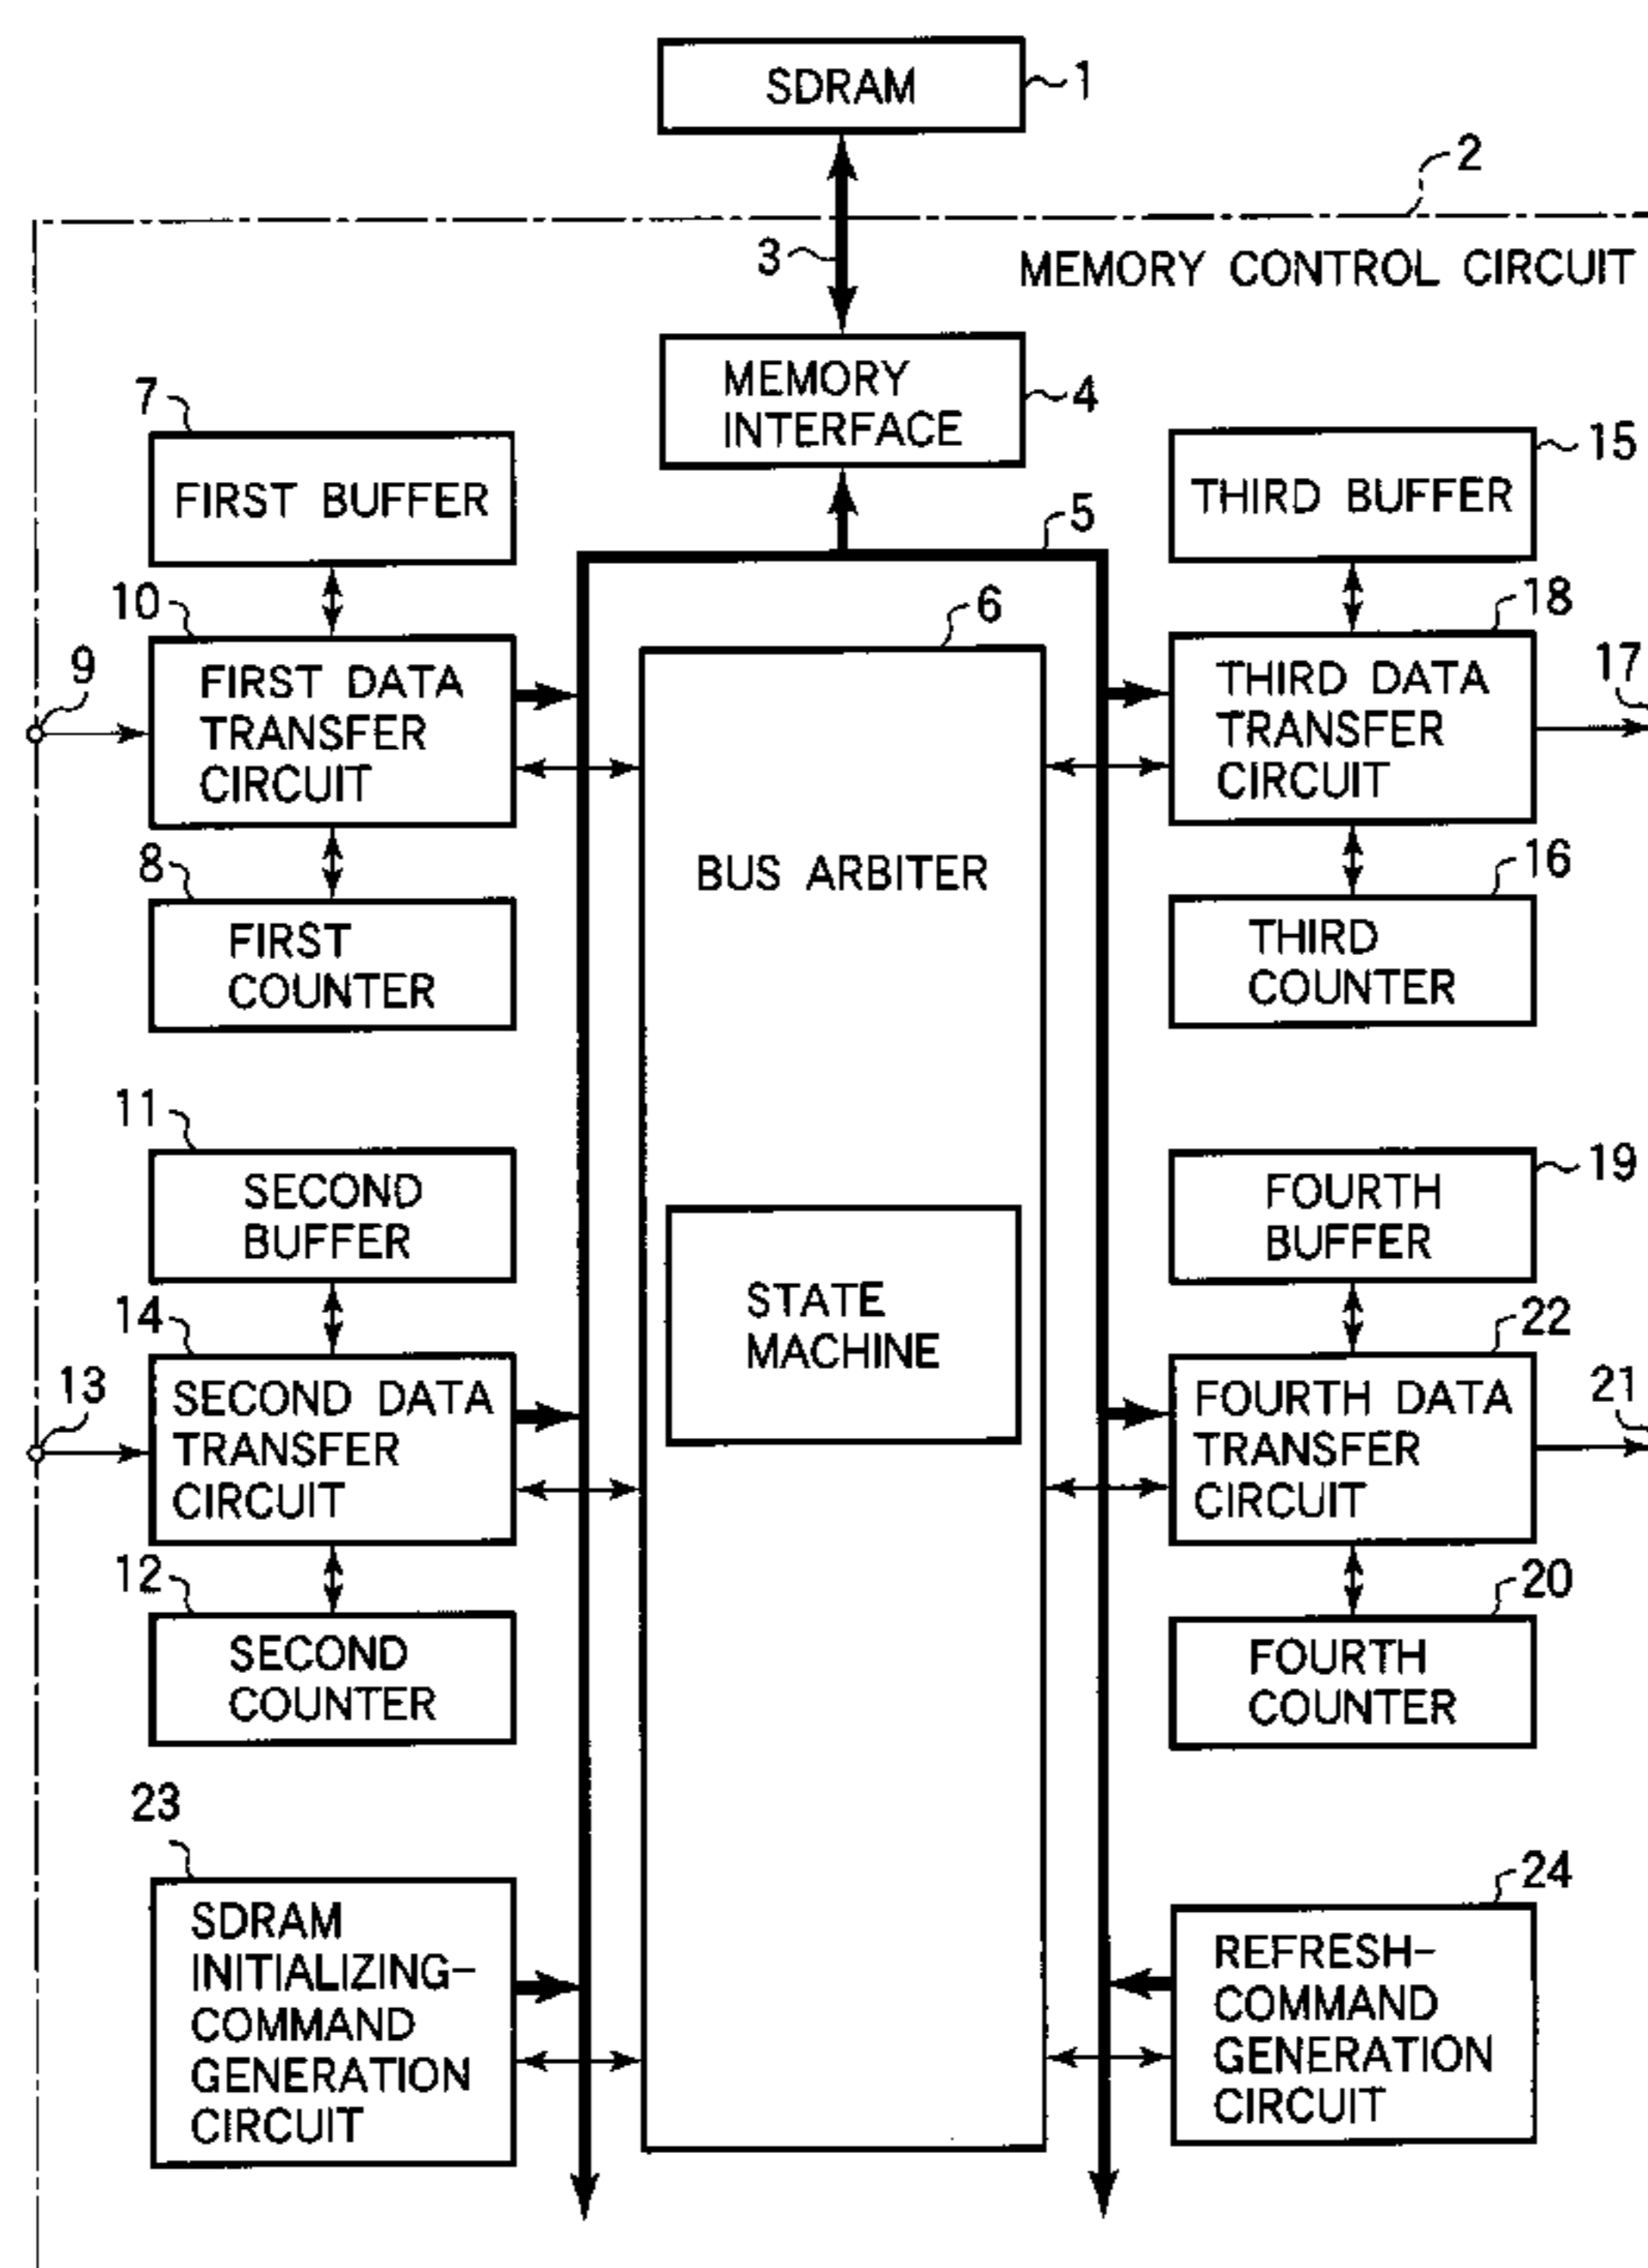 SDRAM
1
2
3
MEMORY CONTROL CIRCUIT
MEMORY
INTERFACE
4
7
FIRST BUFFER
15
THIRD BUFFER
5
10
6
18
9
FIRST DATA
TRANSFER
CIRCUIT
THIRD DATA
TRANSFER
CIRCUIT
17
8
BUS ARBITER
16
FIRST
COUNTER
THIRD
COUNTER
11
SECOND
BUFFER
19
FOURTH
BUFFER
STATE
MACHINE
14
22
13
SECOND DATA
TRANSFER
CIRCUIT
FOURTH DATA
TRANSFER
CIRCUIT
21
12
20
SECOND
COUNTER
FOURTH
COUNTER
23
SDRAM
INITIALIZING-
COMMAND
GENERATION
CIRCUIT
24
REFRESH-
COMMAND
GENERATION
CIRCUIT